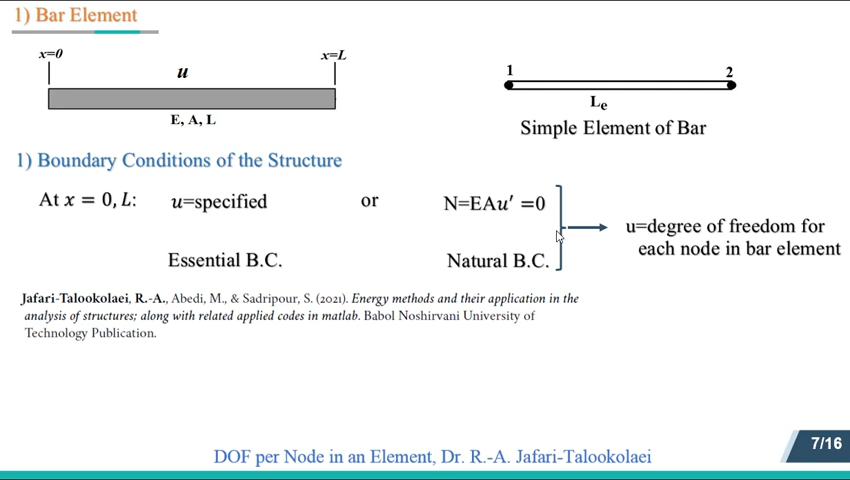 1) Bar Element
x=0
x=L
u
E, A, L
1
2
Lₑ
Simple Element of Bar
1) Boundary Conditions of the Structure
At x = 0, L: u=specified or N=EAu′ =0
Essential B.C. Natural B.C.
u=degree of freedom for
each node in bar element
Jafari-Talookolaei, R.-A., Abedi, M., & Sadripour, S. (2021). Energy methods and their application in the
analysis of structures; along with related applied codes in matlab. Babol Noshirvani University of
Technology Publication.
7/16
DOF per Node in an Element, Dr. R.-A. Jafari-Talookolaei